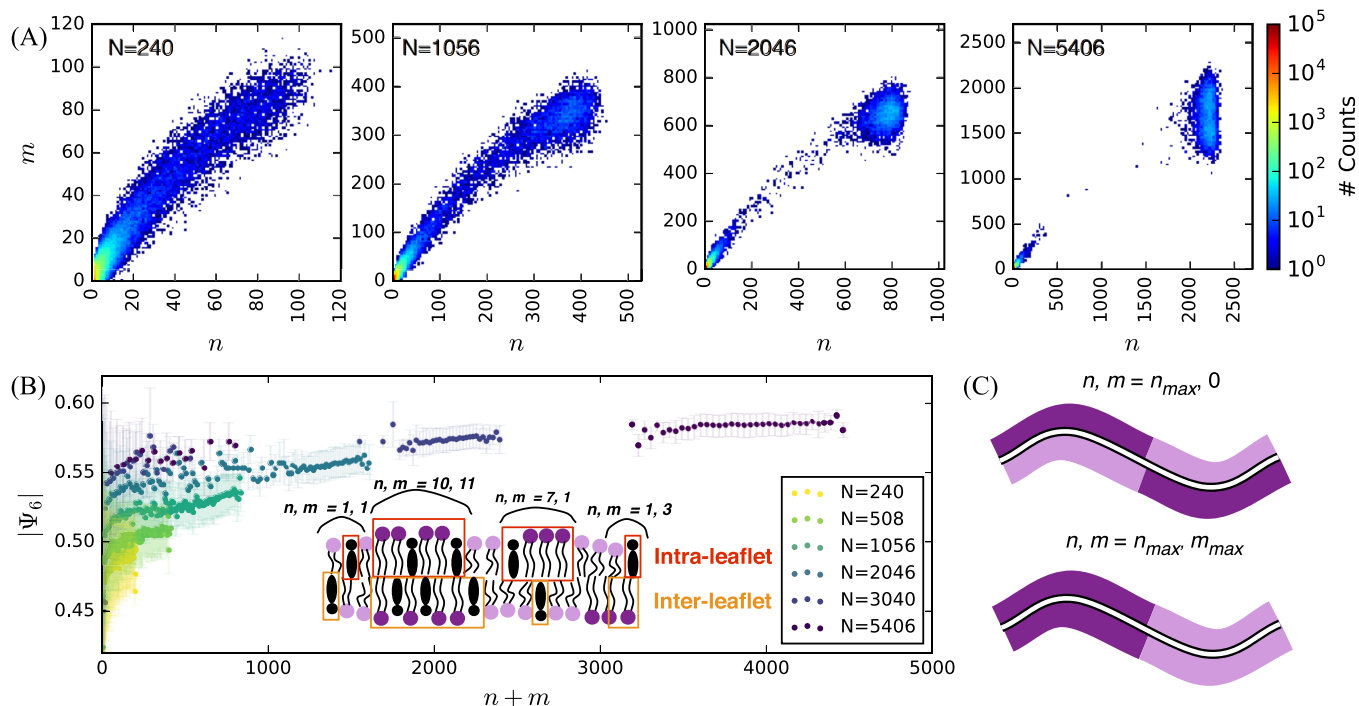 (A)
N=240
N=1056
N=2046
N=5406
120
100
80
60
40
20
0
m
0
20
40
60
80
100
120
n
500
400
300
200
100
0
0
100
200
300
400
500
n
1000
800
600
400
200
0
0
200
400
600
800
1000
n
2500
2000
1500
1000
500
0
0
500
1000
1500
2000
2500
n
10^5
10^4
10^3
10^2
10^1
10^0
# Counts
(B)
0.60
0.55
0.50
0.45
|Ψ_6|
0
1000
2000
3000
4000
5000
n + m
n, m = 1, 1
n, m = 10, 11
n, m = 7, 1
n, m = 1, 3
Intra-leaflet
Inter-leaflet
N=240
N=508
N=1056
N=2046
N=3040
N=5406
(C)
n, m = n_max, 0
n, m = n_max, m_max